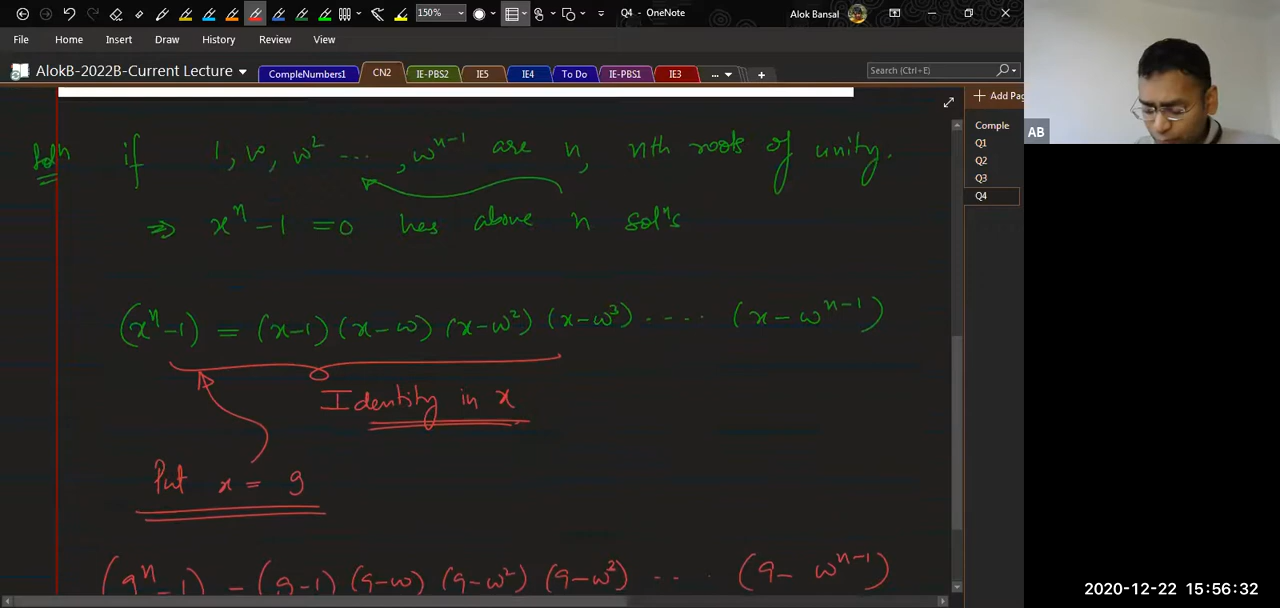 150%
Q4 - OneNote
Alok Bansal
File Home Insert Draw History Review View
AlokB-2022B-Current Lecture
CompleNumbers1 CN2 IE-PBS2 IE5 IE4 To Do IE-PBS1 IE3 ...
Search (Ctrl+E)
Add Pag
Comple
Q1
Q2
Q3
Q4
AB
Solⁿ if 1, ω, ω² ... , ωⁿ⁻¹ are n, nth roots of unity.
⇒ xⁿ - 1 = 0 has above n solⁿs
(xⁿ - 1) = (x-1) (x-ω) (x-ω²) (x-ω³) ..... (x - ωⁿ⁻¹)
Identity in x
Put x = 9
(9ⁿ - 1) = (9-1) (9-ω) (9-ω²) (9-ω³) ... (9 - ωⁿ⁻¹)
2020-12-22 15:56:32